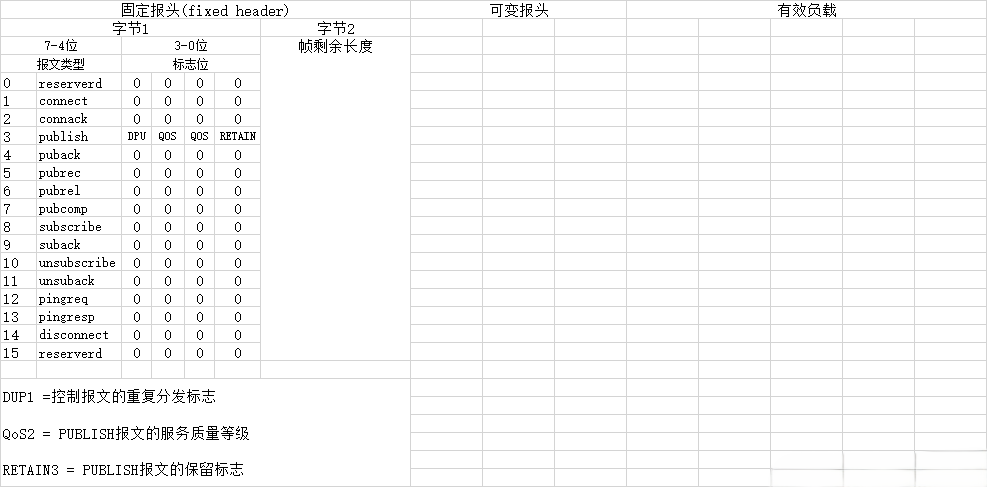 固定报头(fixed header) 可变报头 有效负载
字节1 字节2
7-4位 3-0位 帧剩余长度
报文类型 标志位
0 reserverd 0 0 0 0
1 connect 0 0 0 0
2 connack 0 0 0 0
3 publish DPU QOS QOS RETAIN
4 puback 0 0 0 0
5 pubrec 0 0 0 0
6 pubrel 0 0 0 0
7 pubcomp 0 0 0 0
8 subscribe 0 0 0 0
9 suback 0 0 0 0
10 unsubscribe 0 0 0 0
11 unsuback 0 0 0 0
12 pingreq 0 0 0 0
13 pingresp 0 0 0 0
14 disconnect 0 0 0 0
15 reserverd 0 0 0 0
DUP1 =控制报文的重复分发标志
QoS2 = PUBLISH报文的服务质量等级
RETAIN3 = PUBLISH报文的保留标志